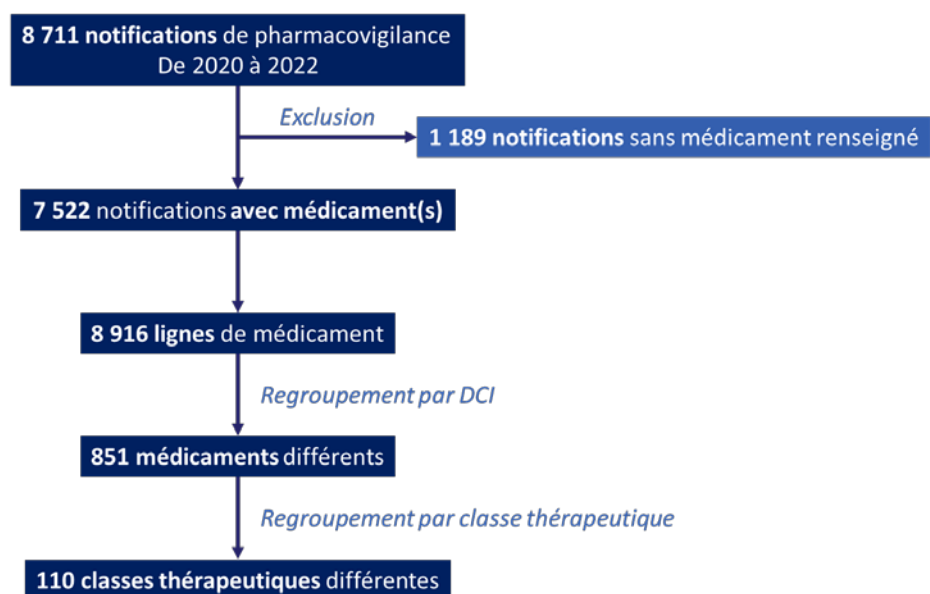 8 711 notifications de pharmacovigilance
De 2020 à 2022
Exclusion
1 189 notifications sans médicament renseigné
7 522 notifications avec médicament(s)
8 916 lignes de médicament
Regroupement par DCI
851 médicaments différents
Regroupement par classe thérapeutique
110 classes thérapeutiques différentes